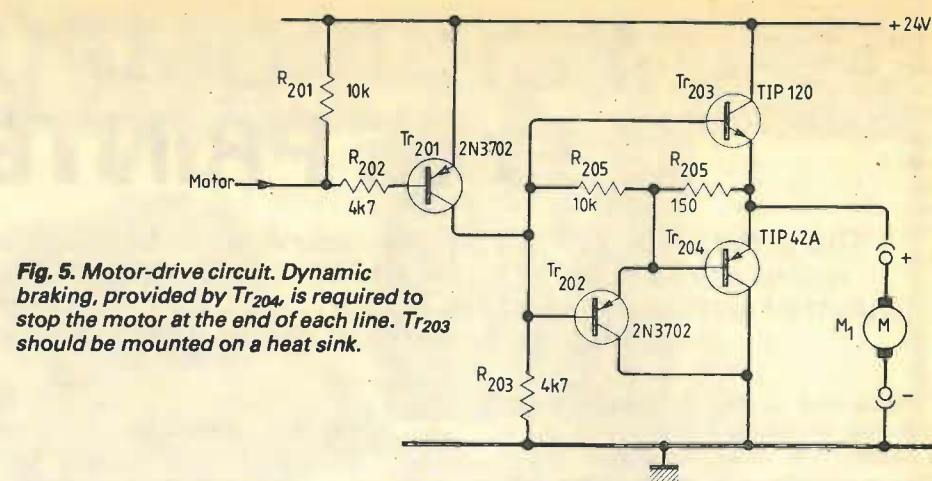 +24V
R201
10k
Tr201
2N3702
Motor
R202
4k7
Tr203
TIP 120
R205
10k
R205
150
Tr204
TIP 42A
Tr202
2N3702
R203
4k7
+
M1
M
-
Fig. 5. Motor-drive circuit. Dynamic
braking, provided by Tr204, is required to
stop the motor at the end of each line. Tr203
should be mounted on a heat sink.